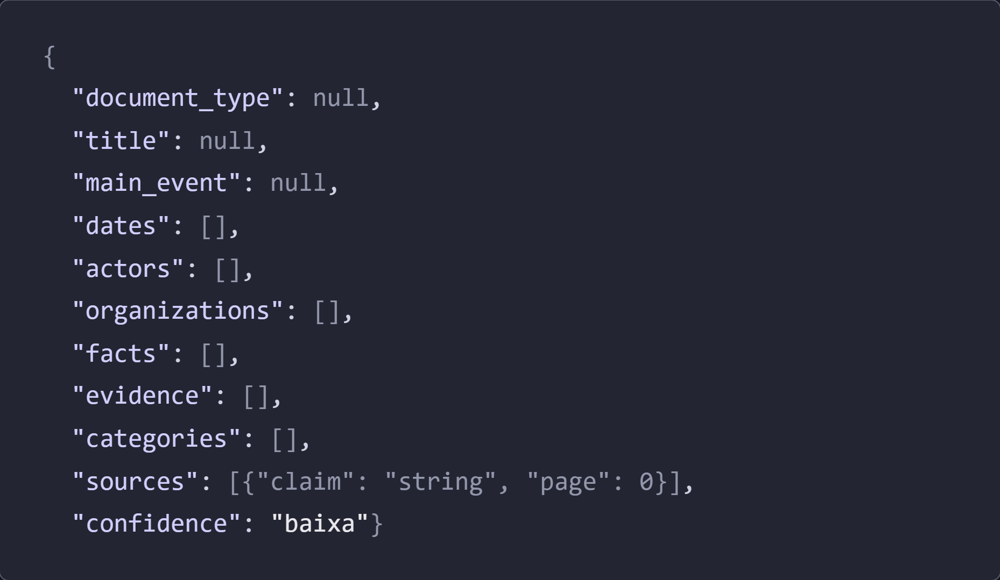 {
"document_type": null,
"title": null,
"main_event": null,
"dates": [],
"actors": [],
"organizations": [],
"facts": [],
"evidence": [],
"categories": [],
"sources": [{"claim": "string", "page": 0}],
"confidence": "baixa"}